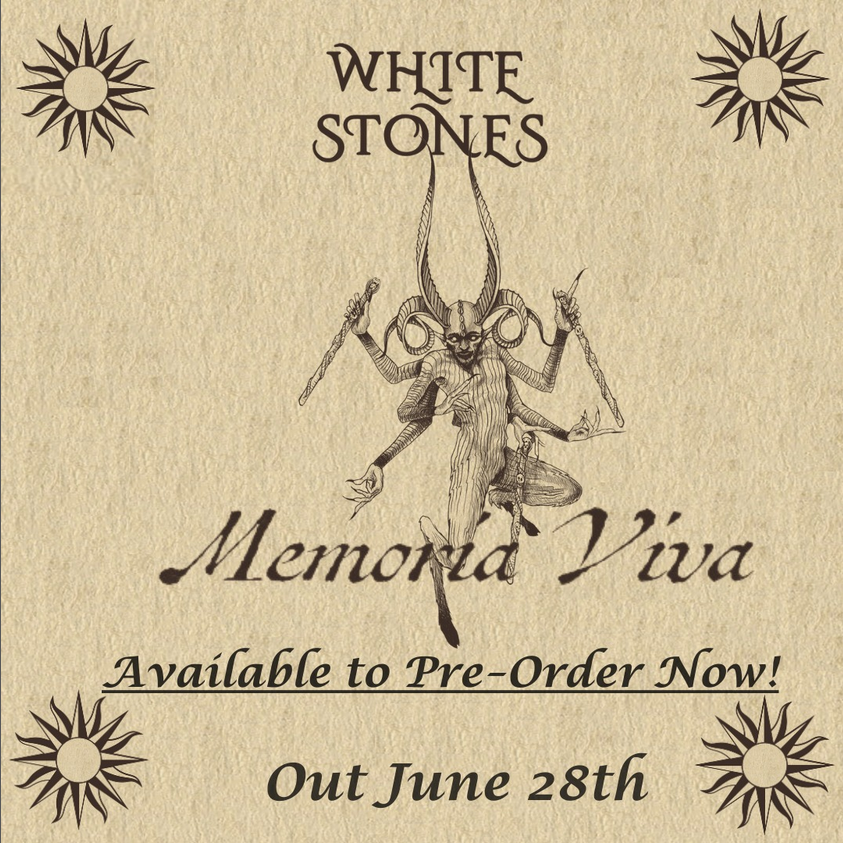 WHITE
STONES
Memoria Viva
Available to Pre-Order Now!
Out June 28th